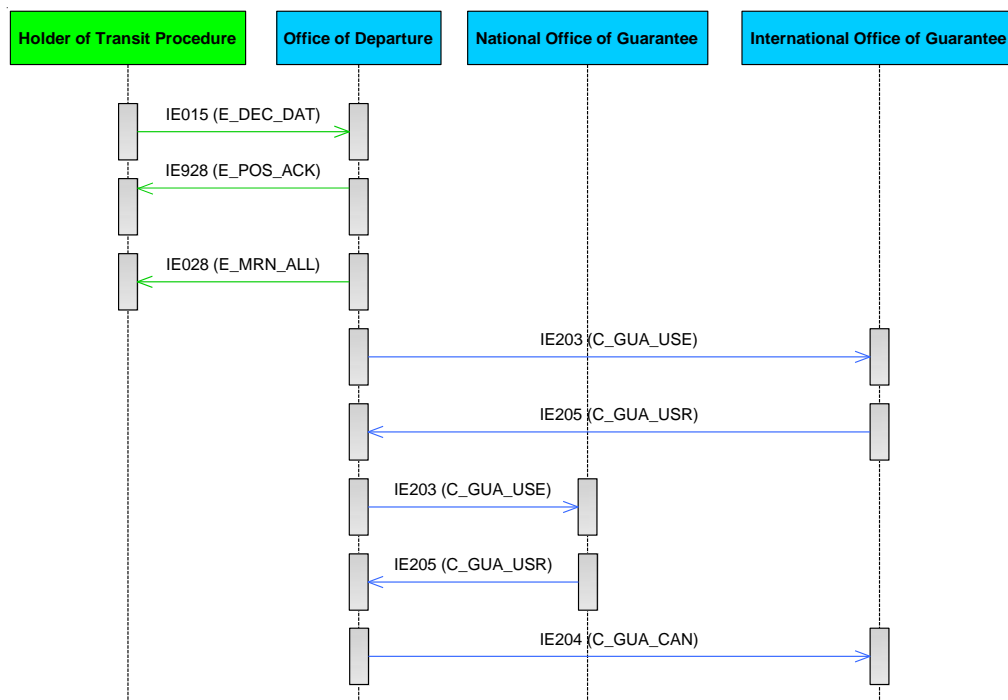 Holder of Transit Procedure
Office of Departure
National Office of Guarantee
International Office of Guarantee
IE015 (E_DEC_DAT)
IE928 (E_POS_ACK)
IE028 (E_MRN_ALL)
IE203 (C_GUA_USE)
IE205 (C_GUA_USR)
IE203 (C_GUA_USE)
IE205 (C_GUA_USR)
IE204 (C_GUA_CAN)